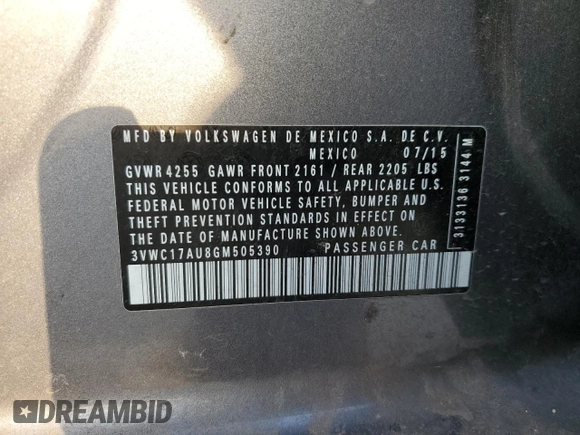 MFD BY VOLKSWAGEN DE MEXICO S.A. DE C.V.
MEXICO 07/15
GVWR 4255 GAWR FRONT 2161 / REAR 2205 LBS
THIS VEHICLE CONFORMS TO ALL APPLICABLE U.S.
FEDERAL MOTOR VEHICLE SAFETY, BUMPER AND
THEFT PREVENTION STANDARDS IN EFFECT ON
THE DATE OF MANUFACTURE SHOWN ABOVE.
3VWC17AU8GM505390 PASSENGER CAR
3133136 3144 M
DREAMBID